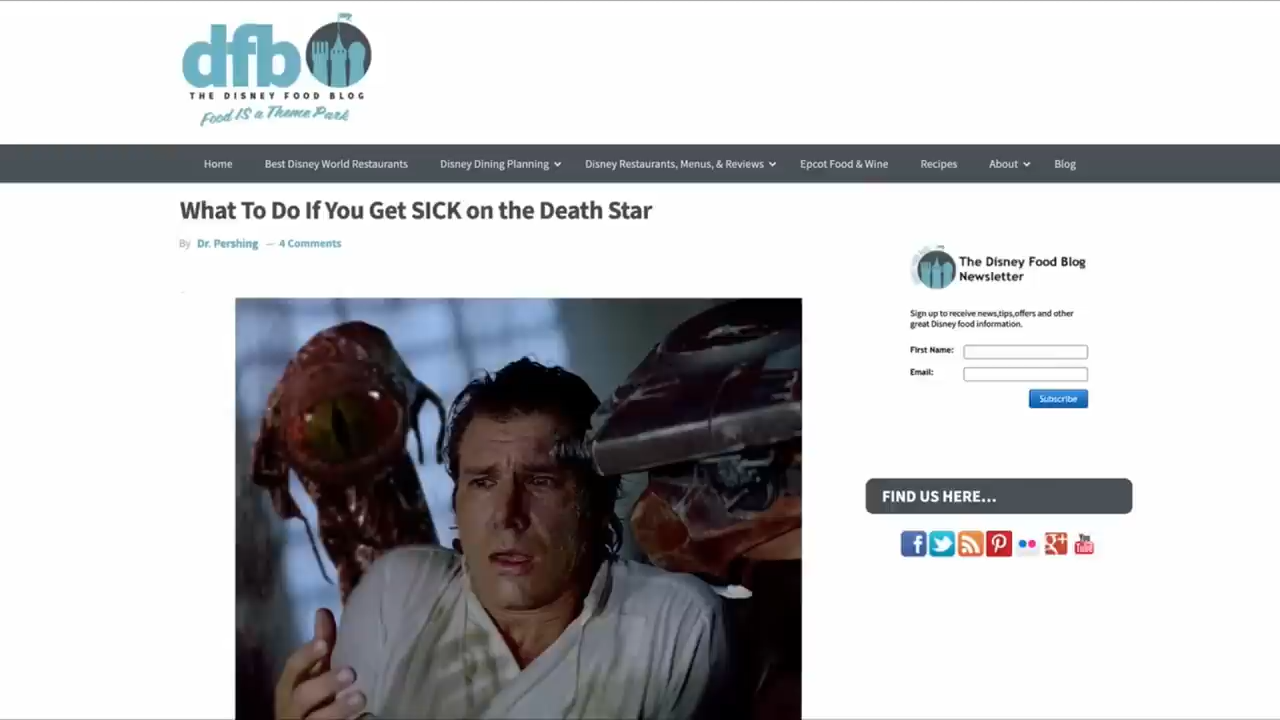 dfb
THE DISNEY FOOD BLOG
Food IS a Theme Park
Home Best Disney World Restaurants Disney Dining Planning Disney Restaurants, Menus, & Reviews Epcot Food & Wine Recipes About Blog
What To Do If You Get SICK on the Death Star
By Dr. Pershing — 4 Comments
The Disney Food Blog
Newsletter
Sign up to receive news,tips,offers and other
great Disney food information.
First Name:
Email:
Subscribe
FIND US HERE...
You
Tube